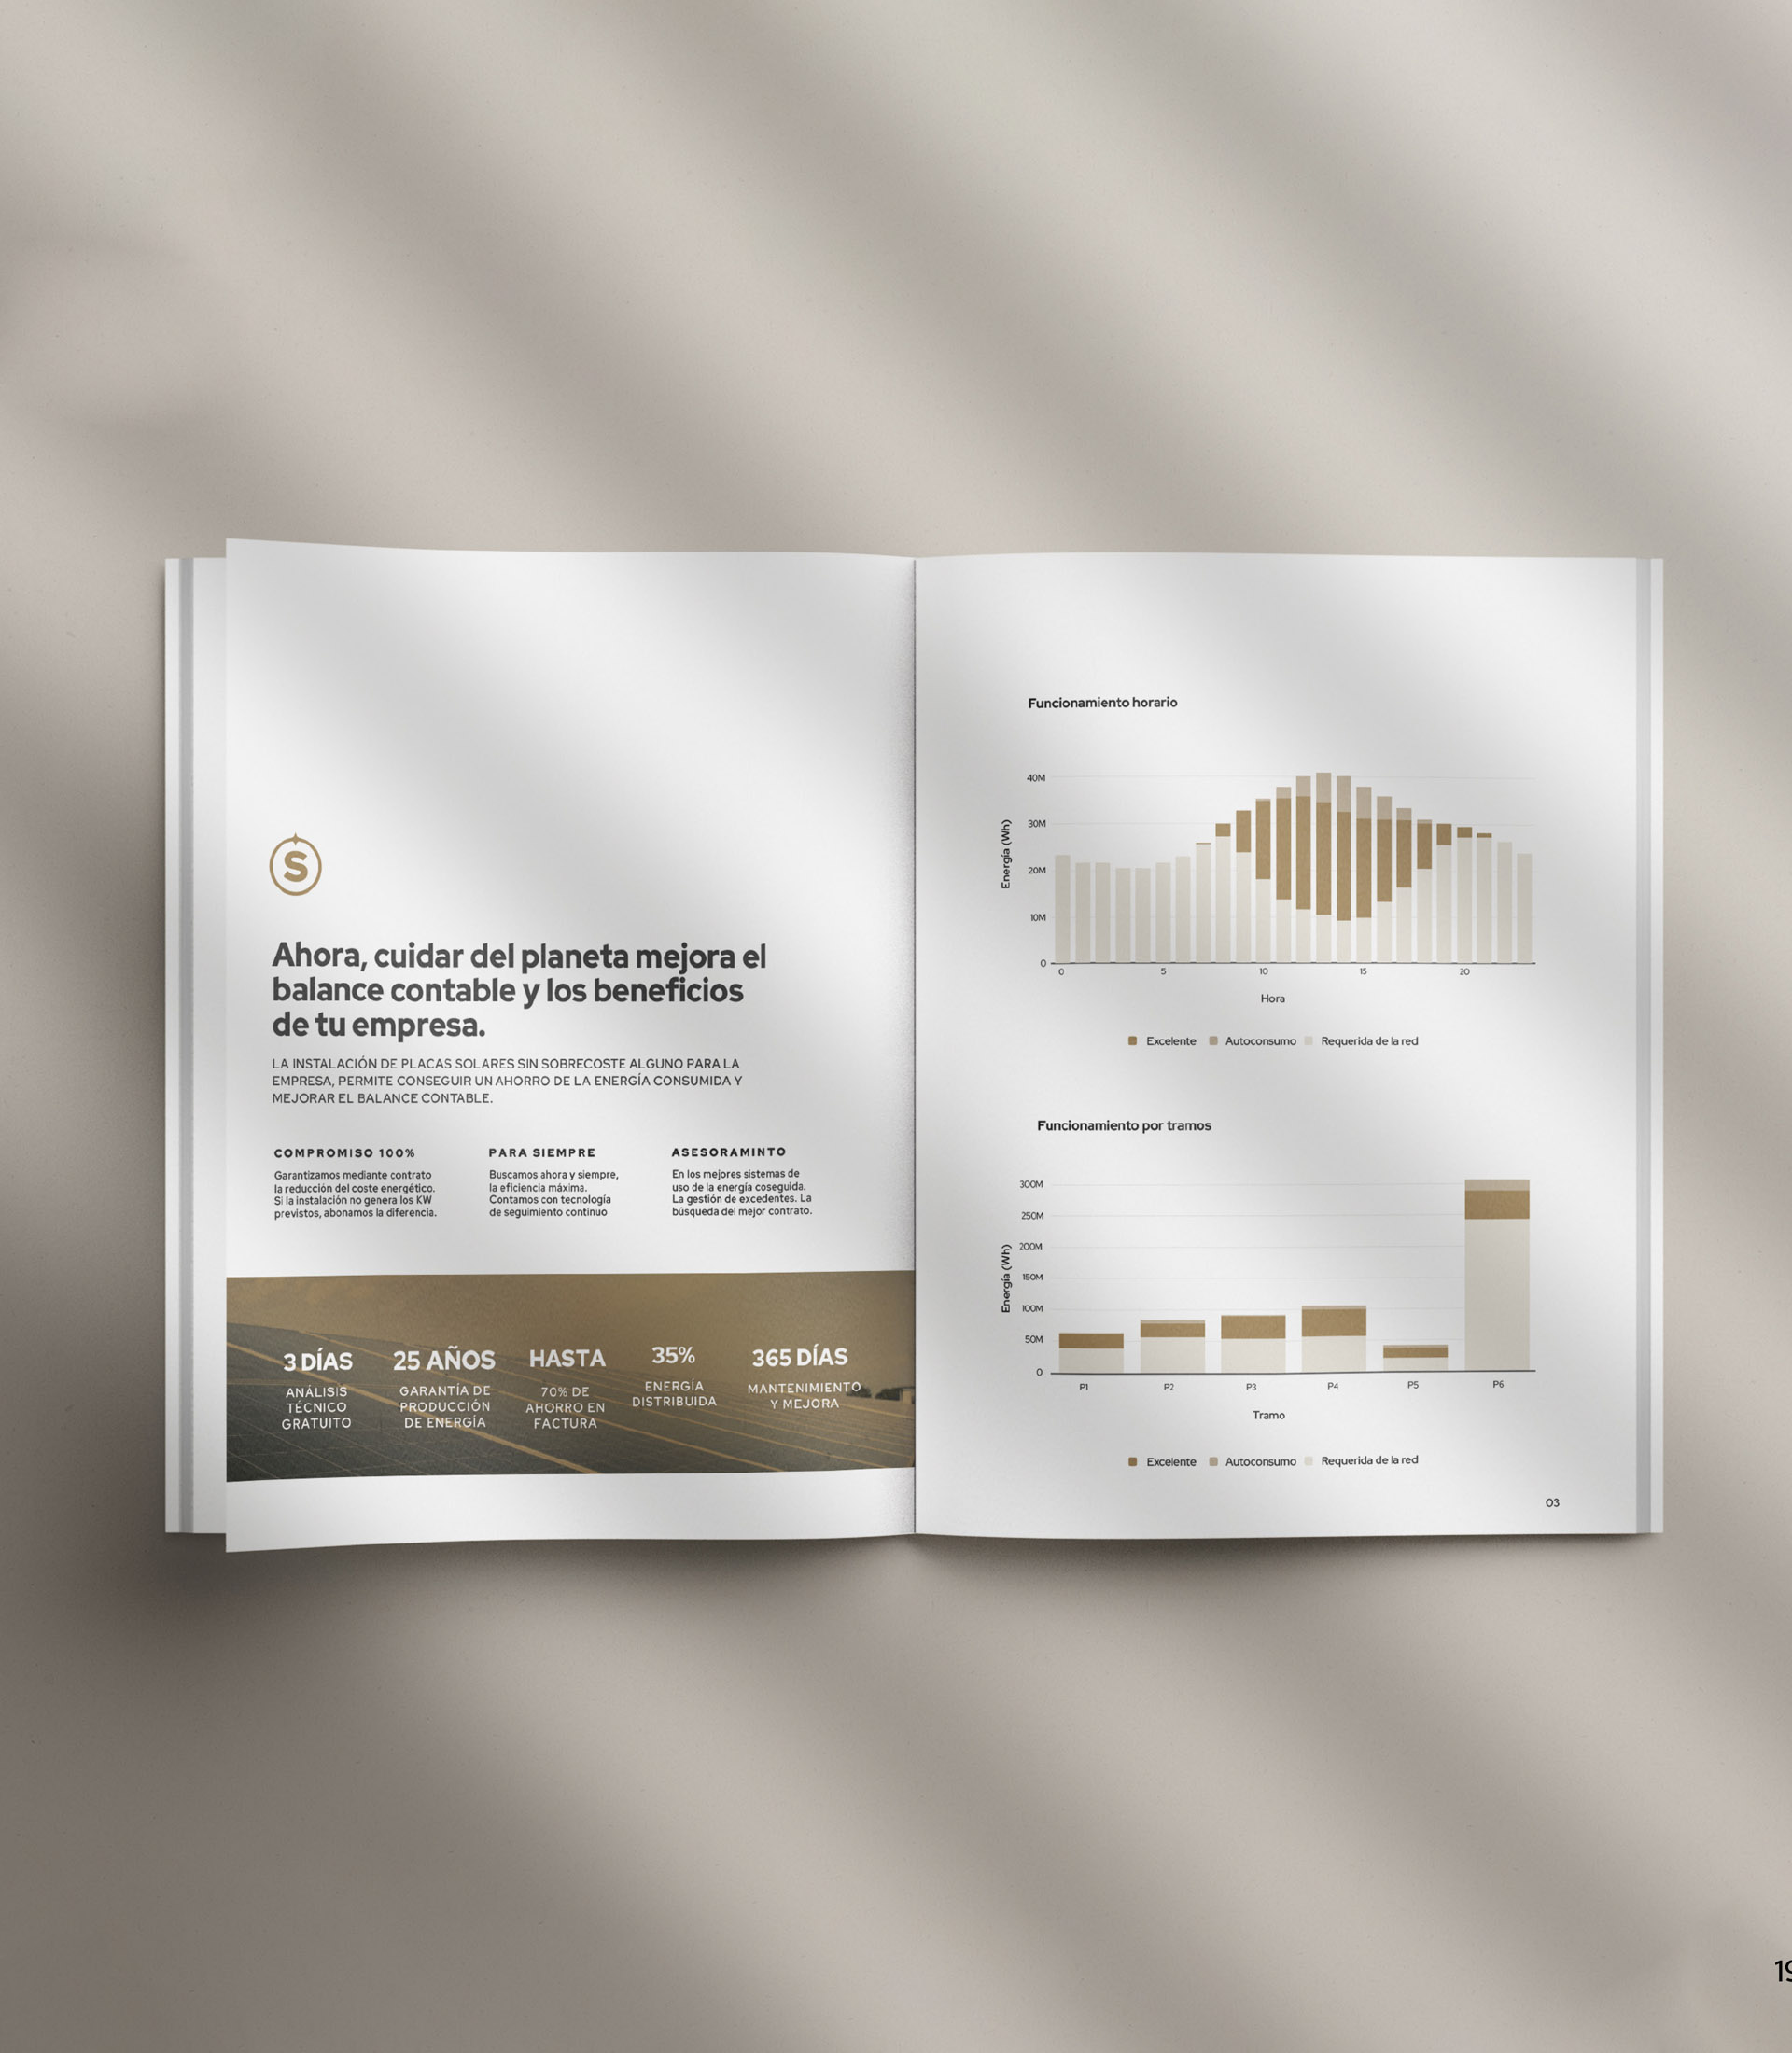 S
Ahora, cuidar del planeta mejora el
balance contable y los beneficios
de tu empresa.
LA INSTALACIÓN DE PLACAS SOLARES SIN SOBRECOSTE ALGUNO PARA LA
EMPRESA, PERMITE CONSEGUIR UN AHORRO DE LA ENERGÍA CONSUMIDA Y
MEJORAR EL BALANCE CONTABLE.
COMPROMISO 100%
Garantizamos mediante contrato
la reducción del coste energético.
Si la instalación no genera los KW
previstos, abonamos la diferencia.
PARA SIEMPRE
Buscamos ahora y siempre,
la eficiencia máxima.
Contamos con tecnología
de seguimiento continuo
ASESORAMINTO
En los mejores sistemas de
uso de la energía coseguida.
La gestión de excedentes. La
búsqueda del mejor contrato.
3 DÍAS
ANÁLISIS
TÉCNICO
GRATUITO
25 AÑOS
GARANTÍA DE
PRODUCCIÓN
DE ENERGÍA
HASTA
70% DE
AHORRO EN
FACTURA
35%
ENERGÍA
DISTRIBUIDA
365 DÍAS
MANTENIMIENTO
Y MEJORA
Funcionamiento horario
Energía (Wh)
40M
30M
20M
10M
0
0 5 10 15 20
Hora
Excelente Autoconsumo Requerida de la red
Funcionamiento por tramos
Energía (Wh)
300M
250M
200M
150M
100M
50M
0
P1 P2 P3 P4 P5 P6
Tramo
Excelente Autoconsumo Requerida de la red
03